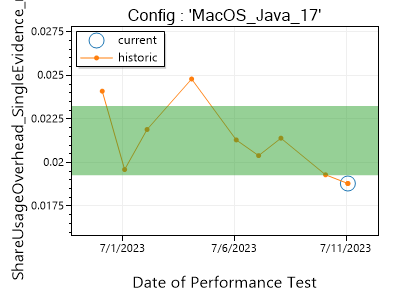 Config : 'MacOS_Java_17'
ShareUsageOverhead_SingleEvidence_
current
historic
0.0275
0.025
0.0225
0.02
0.0175
7/1/2023
7/6/2023
7/11/2023
Date of Performance Test